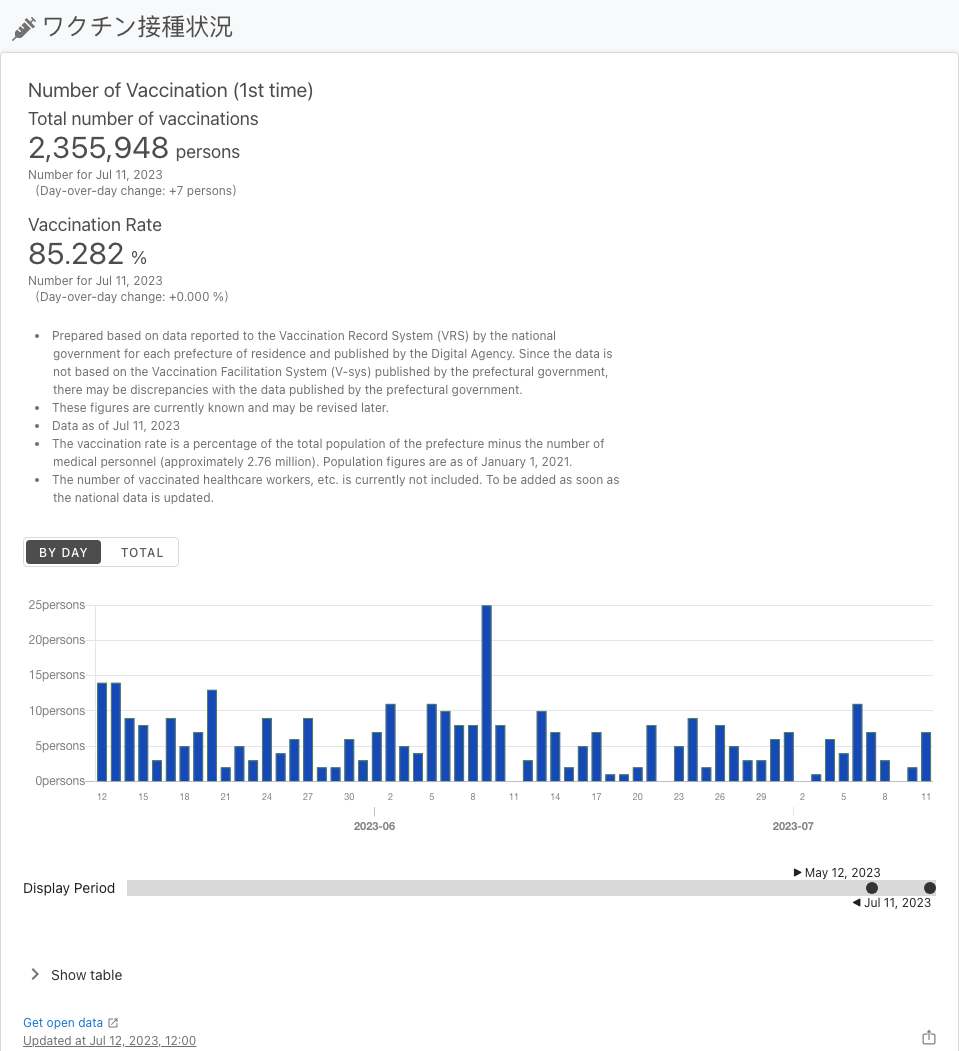 ワクチン接種状況
Number of Vaccination (1st time)
Total number of vaccinations
2,355,948 persons
Number for Jul 11, 2023
(Day-over-day change: +7 persons)
Vaccination Rate
85.282 %
Number for Jul 11, 2023
(Day-over-day change: +0.000 %)
• Prepared based on data reported to the Vaccination Record System (VRS) by the national
government for each prefecture of residence and published by the Digital Agency. Since the data is
not based on the Vaccination Facilitation System (V-sys) published by the prefectural government,
there may be discrepancies with the data published by the prefectural government.
• These figures are currently known and may be revised later.
• Data as of Jul 11, 2023
• The vaccination rate is a percentage of the total population of the prefecture minus the number of
medical personnel (approximately 2.76 million). Population figures are as of January 1, 2021.
• The number of vaccinated healthcare workers, etc. is currently not included. To be added as soon as
the national data is updated.
BY DAY TOTAL
25persons
20persons
15persons
10persons
5persons
0persons
12 15 18 21 24 27 30 2 5 8 11 14 17 20 23 26 29 2 5 8 11
2023-06 2023-07
▶ May 12, 2023
Display Period
◀ Jul 11, 2023
Show table
Get open data
Updated at Jul 12, 2023, 12:00